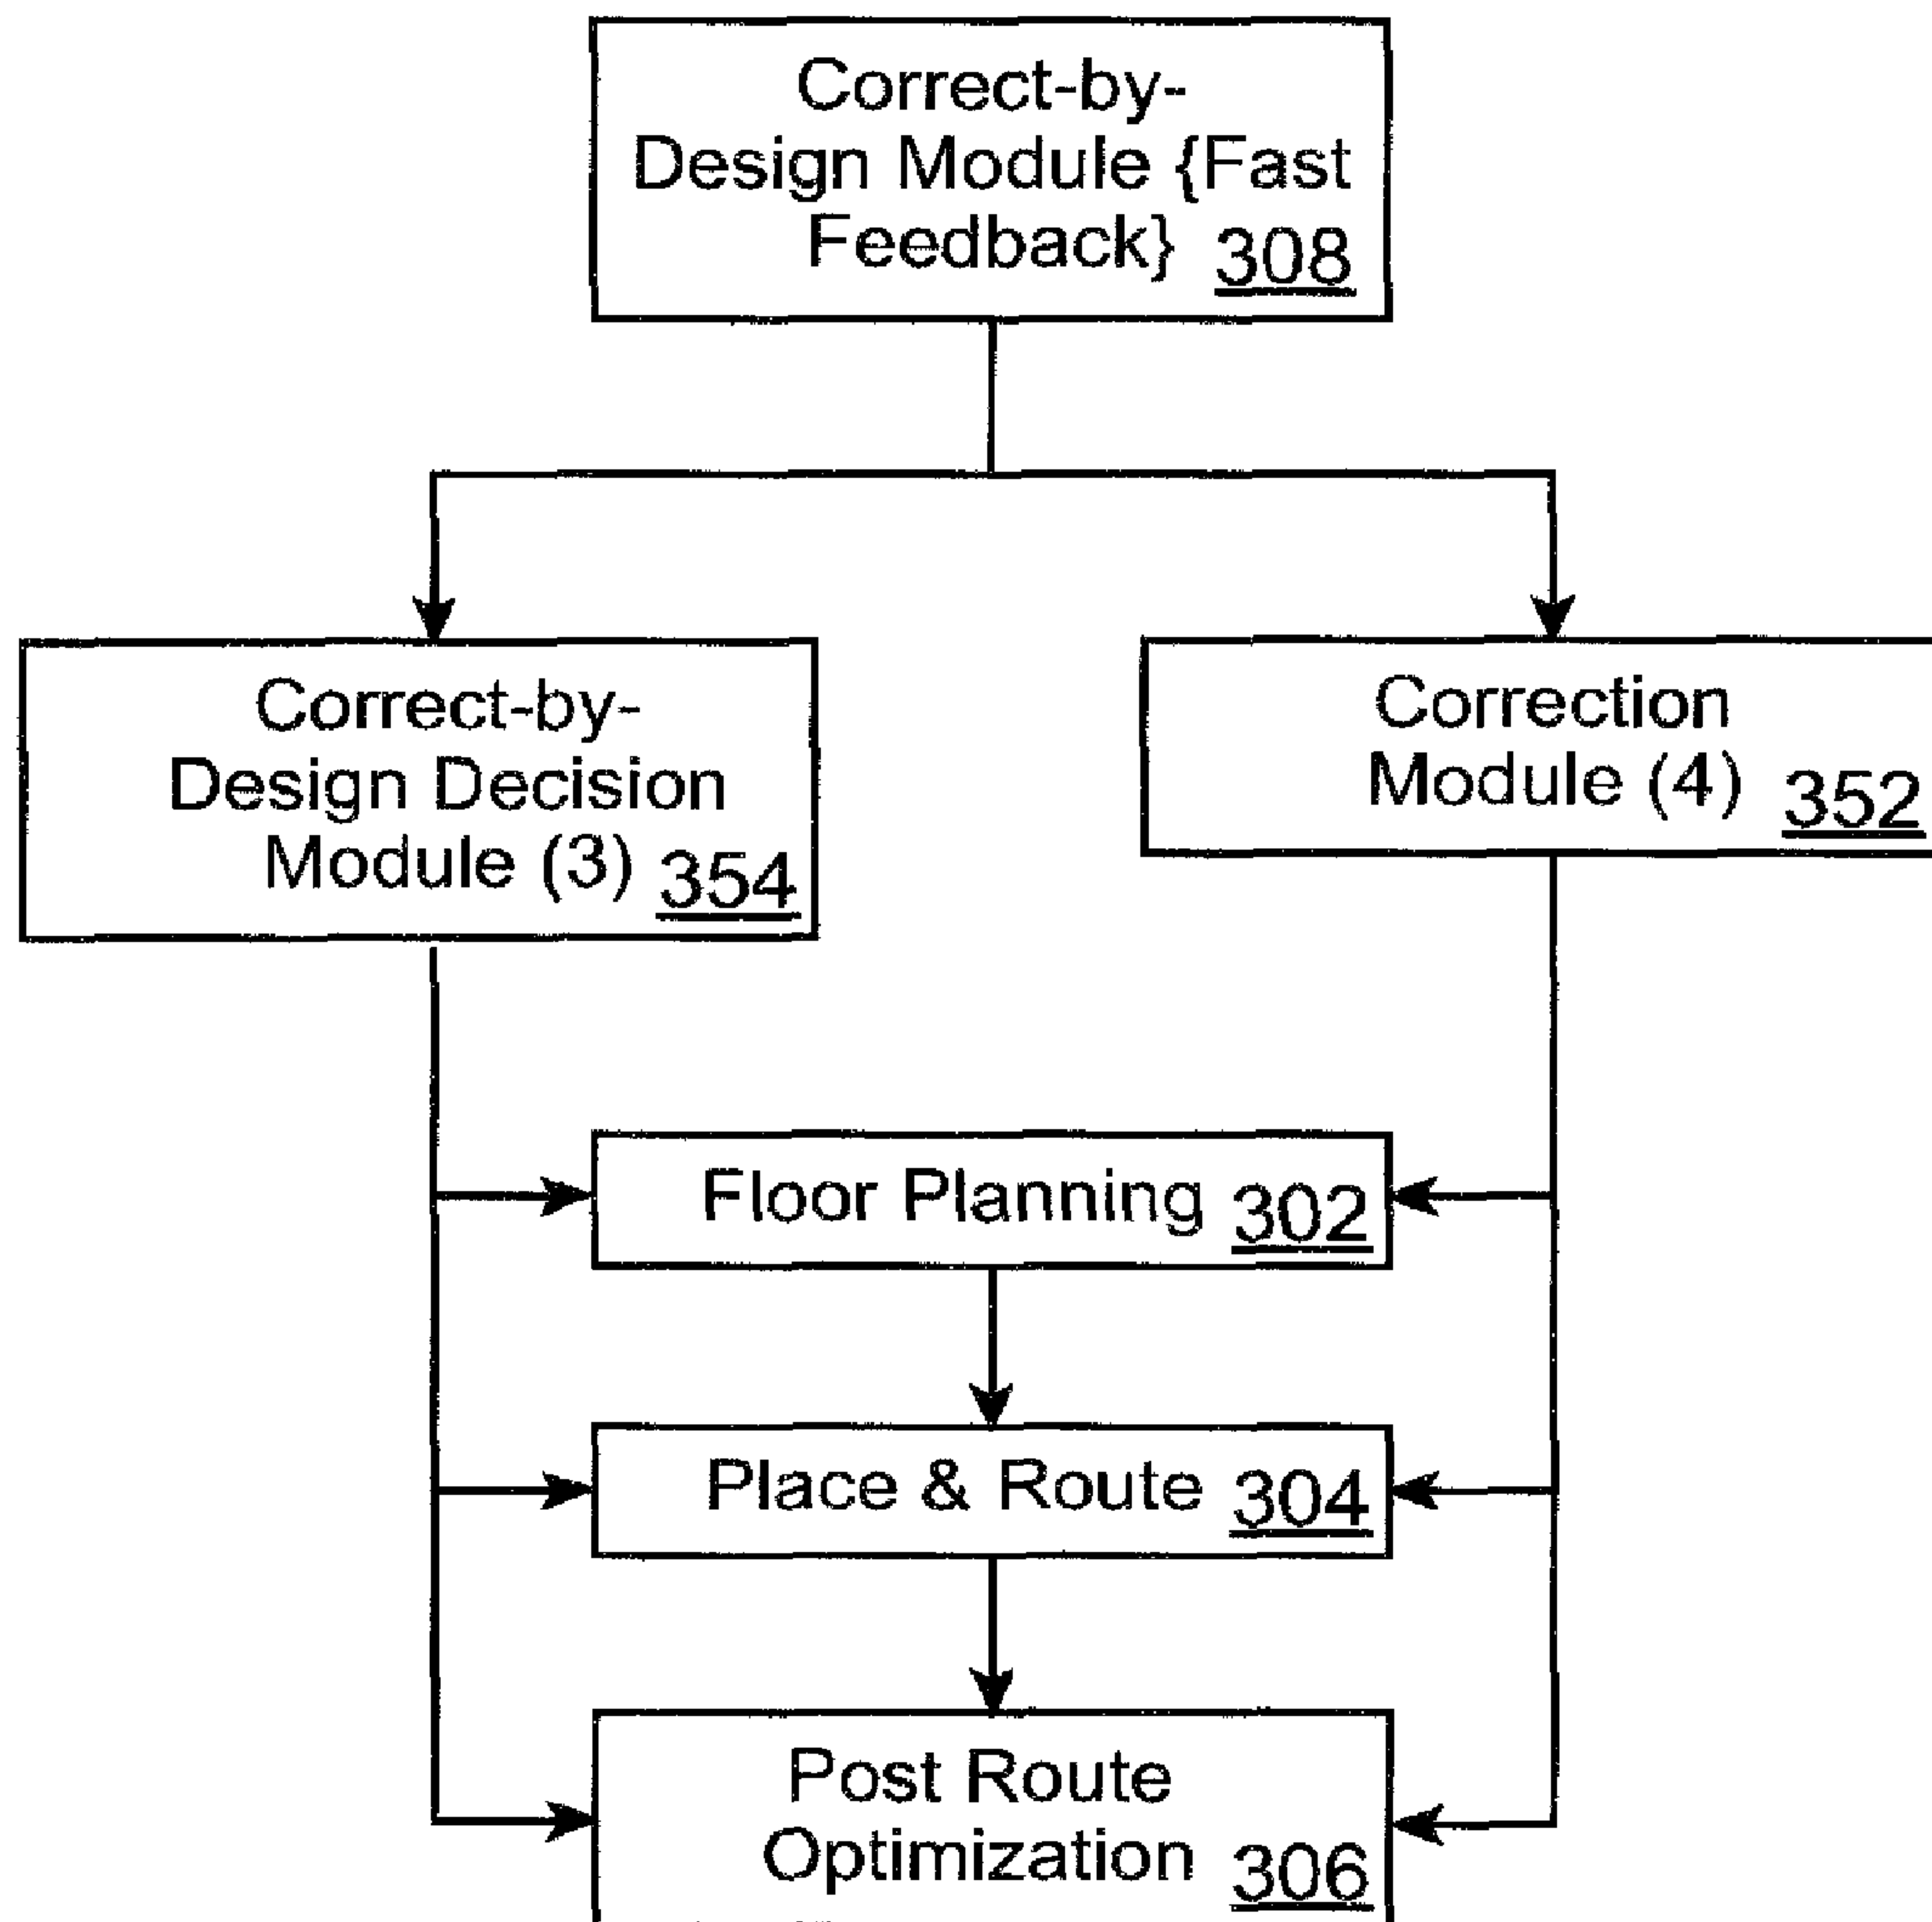 Correct-by-
Design Module {Fast
Feedback} 308
Correct-by-
Design Decision
Module (3) 354
Correction
Module (4) 352
Floor Planning 302
Place & Route 304
Post Route
Optimization 306